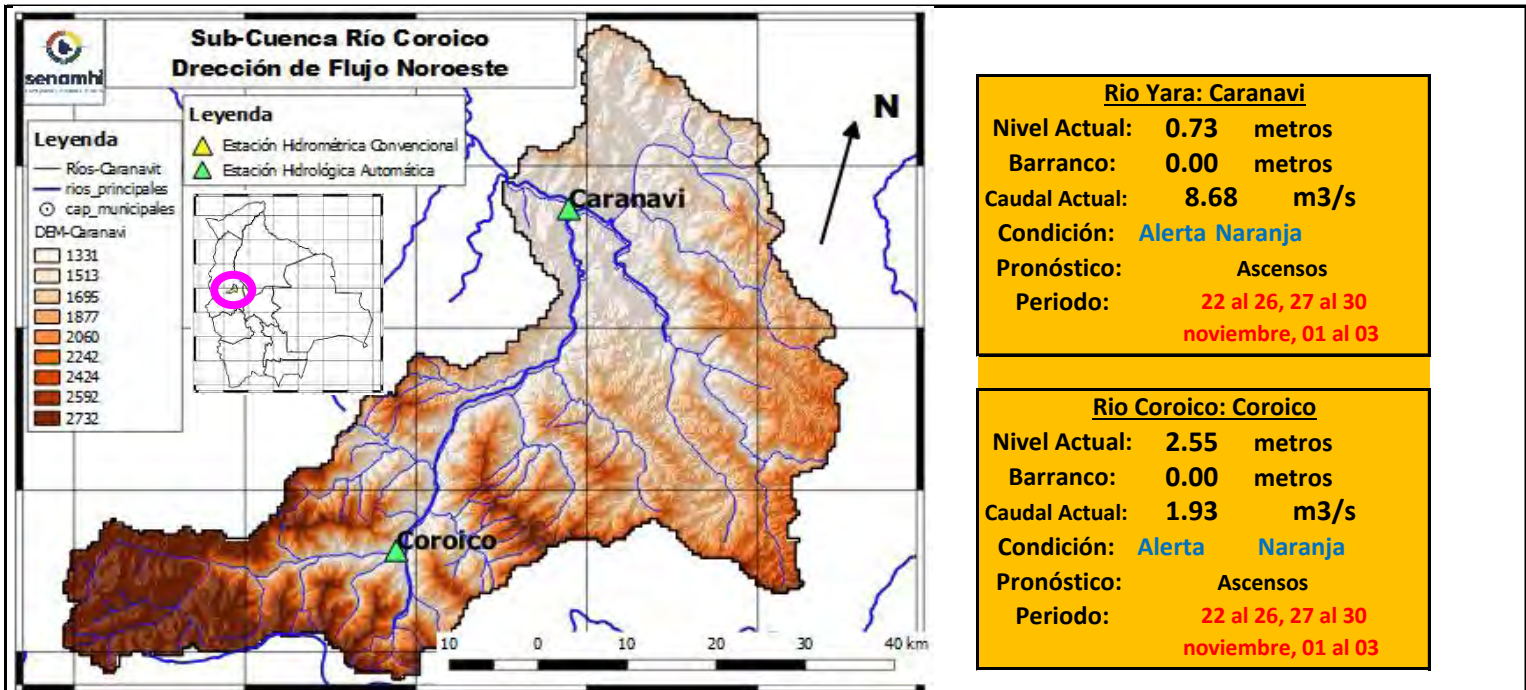 senamhi
Sub-Cuenca Río Coroico
Drección de Flujo Noroeste
Leyenda
Estación Hidrométrica Convencional
Estación Hidrológica Automática
Leyenda
Ríos-Caranavit
rios_principales
cap_municipales
DEM-Caranavi
1331
1513
1695
1877
2060
2242
2424
2592
2732
N
Caranavi
Coroico
10 0 10 20 30 40 km
Rio Yara: Caranavi
Nivel Actual: 0.73 metros
Barranco: 0.00 metros
Caudal Actual: 8.68 m3/s
Condición: Alerta Naranja
Pronóstico: Ascensos
Periodo: 22 al 26, 27 al 30
noviembre, 01 al 03
Rio Coroico: Coroico
Nivel Actual: 2.55 metros
Barranco: 0.00 metros
Caudal Actual: 1.93 m3/s
Condición: Alerta Naranja
Pronóstico: Ascensos
Periodo: 22 al 26, 27 al 30
noviembre, 01 al 03